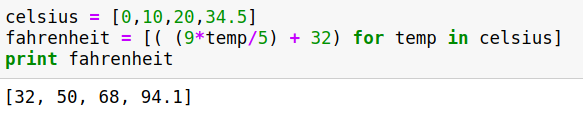 celsius = [0,10,20,34.5]
fahrenheit = [( (9*temp/5) + 32) for temp in celsius]
print fahrenheit
[32, 50, 68, 94.1]